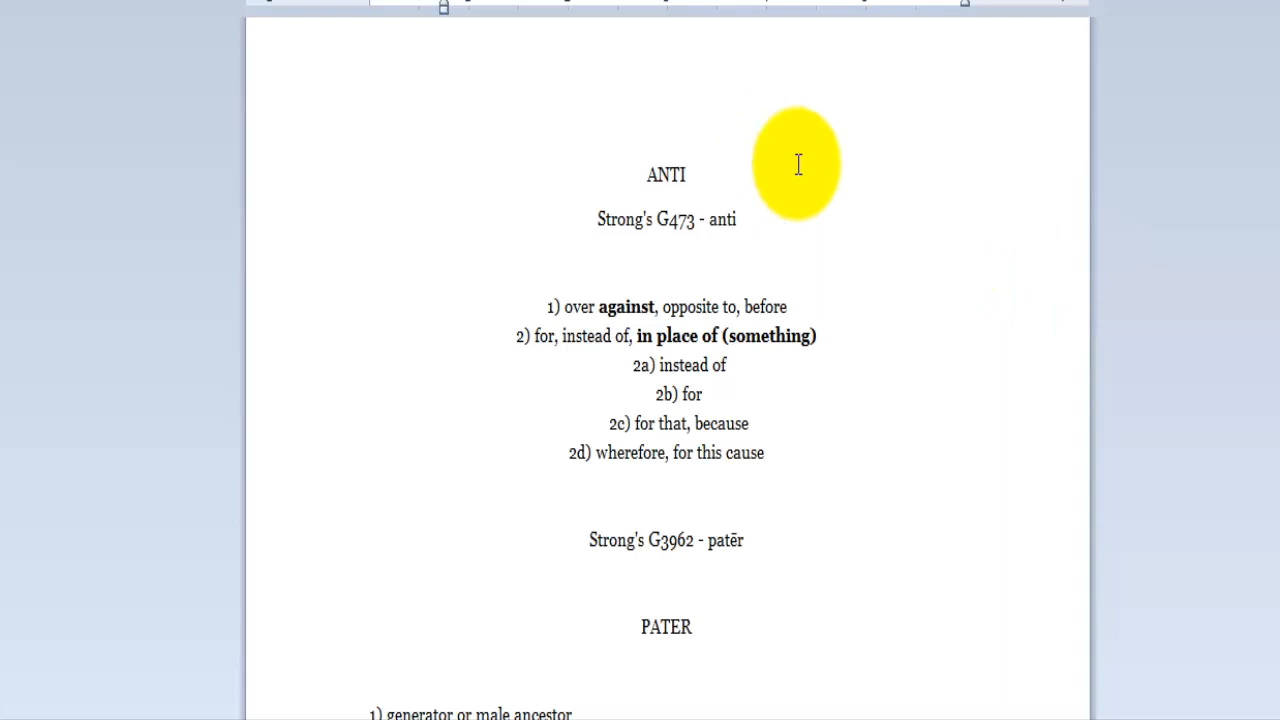 ANTI
Strong's G473 - anti
1) over against, opposite to, before
2) for, instead of, in place of (something)
2a) instead of
2b) for
2c) for that, because
2d) wherefore, for this cause
Strong's G3962 - patēr
PATER
1) generator or male ancestor